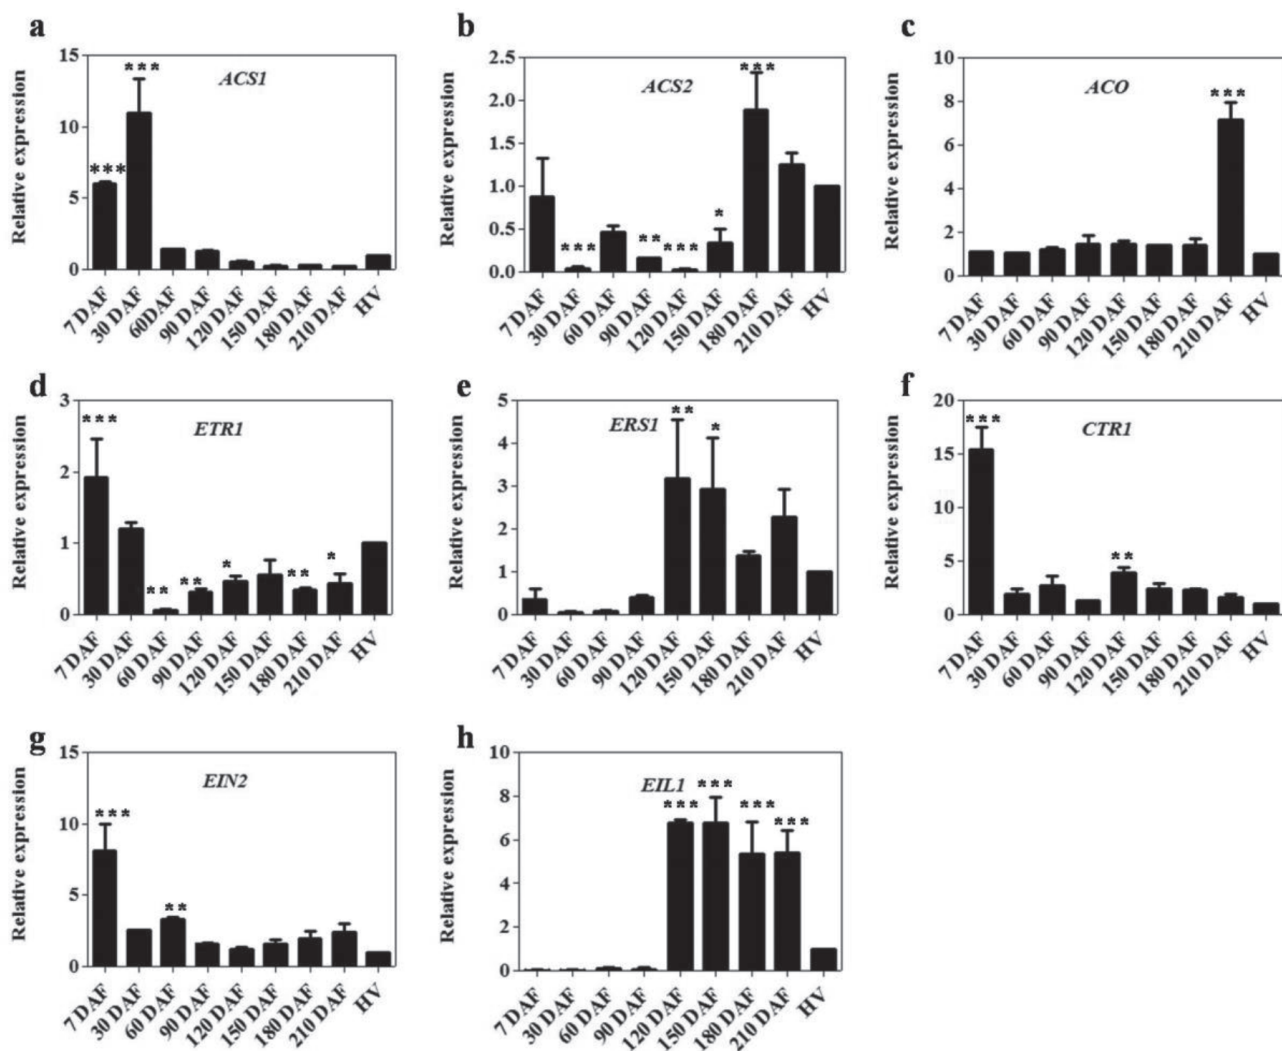 a
15
10
5
0
Relative expression
ACS1
***
***
7 DAF
30 DAF
60DAF
90 DAF
120 DAF
150 DAF
180 DAF
210 DAF
HV
b
2.5
2.0
1.5
1.0
0.5
0.0
Relative expression
ACS2
***
***
**
***
*
7 DAF
30 DAF
60 DAF
90 DAF
120 DAF
150 DAF
180 DAF
210 DAF
HV
c
10
8
6
4
2
0
Relative expression
ACO
***
7 DAF
30 DAF
60 DAF
90 DAF
120 DAF
150 DAF
180 DAF
210 DAF
HV
d
3
2
1
0
Relative expression
ETR1
***
**
**
*
**
*
7 DAF
30 DAF
60 DAF
90 DAF
120 DAF
150 DAF
180 DAF
210 DAF
HV
e
5
4
3
2
1
0
Relative expression
ERS1
**
*
7 DAF
30 DAF
60 DAF
90 DAF
120 DAF
150 DAF
180 DAF
210 DAF
HV
f
20
15
10
5
0
Relative expression
CTR1
***
**
7 DAF
30 DAF
60 DAF
90 DAF
120 DAF
150 DAF
180 DAF
210 DAF
HV
g
15
10
5
0
Relative expression
EIN2
***
**
7 DAF
30 DAF
60 DAF
90 DAF
120 DAF
150 DAF
180 DAF
210 DAF
HV
h
10
8
6
4
2
0
Relative expression
EIL1
***
***
***
***
7 DAF
30 DAF
60 DAF
90 DAF
120 DAF
150 DAF
180 DAF
210 DAF
HV